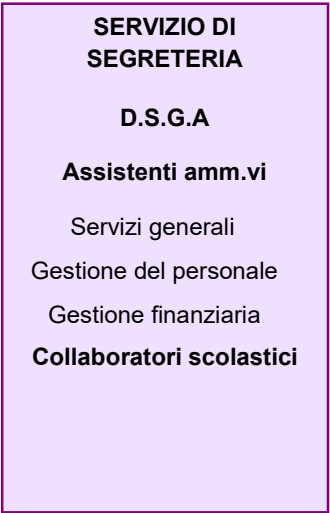 SERVIZIO DI
SEGRETERIA
D.S.G.A
Assistenti amm.vi
Servizi generali
Gestione del personale
Gestione finanziaria
Collaboratori scolastici